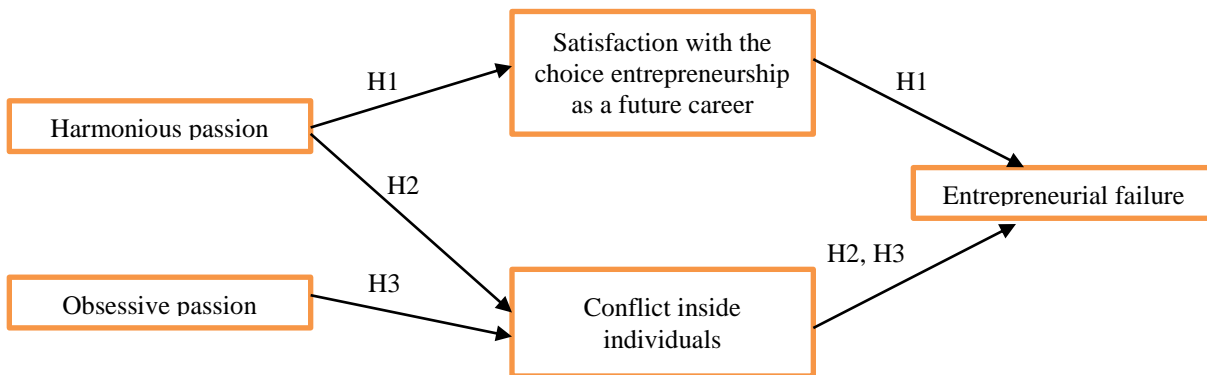 Satisfaction with the
choice entrepreneurship
as a future career
H1
H1
Harmonious passion
H2
Entrepreneurial failure
H2, H3
H3
Obsessive passion
Conflict inside
individuals